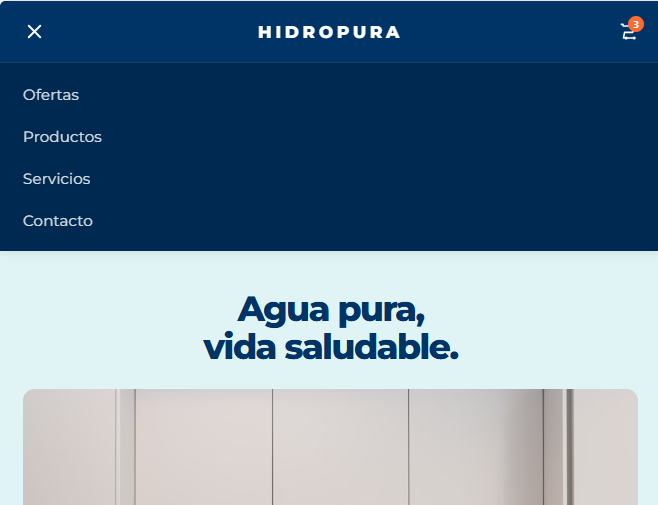 HIDROPURA
3
Ofertas
Productos
Servicios
Contacto
Agua pura,
vida saludable.